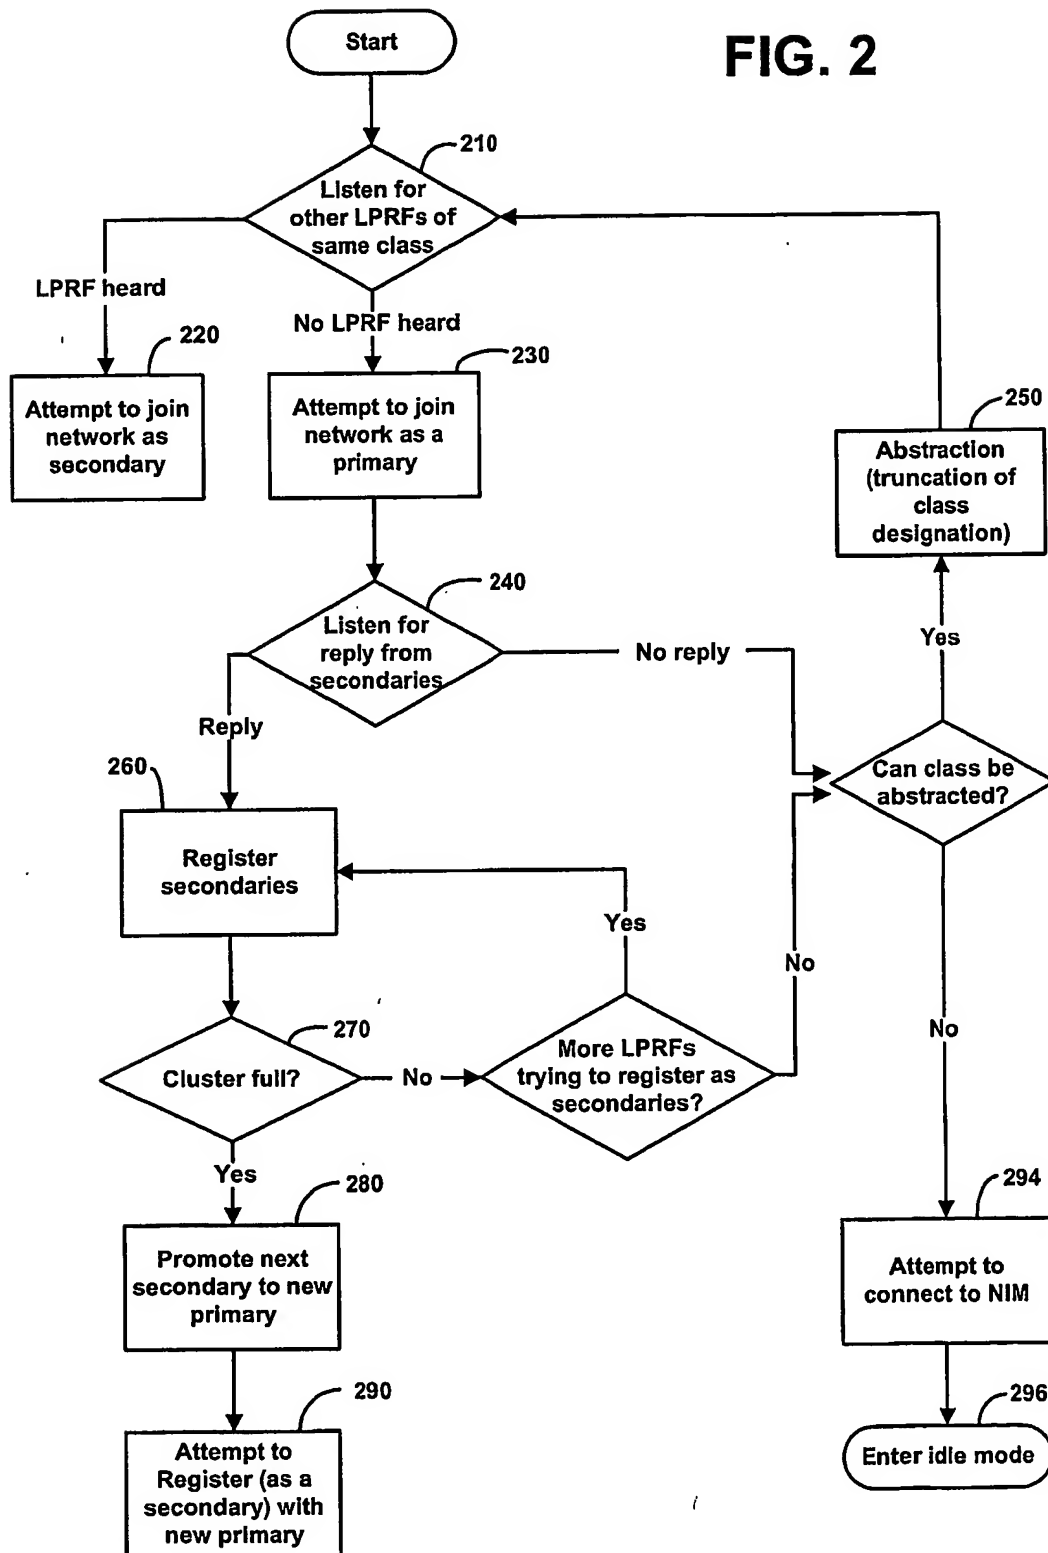 FIG. 2
Start
210
Listen for
other LPRFs of
same class
LPRF heard
No LPRF heard
220
Attempt to join
network as
secondary
230
Attempt to join
network as a
primary
250
Abstraction
(truncation of
class
designation)
240
Listen for
reply from
secondaries
No reply
Yes
Reply
Can class be
abstracted?
260
Register
secondaries
Yes
No
No
270
Cluster full?
No
More LPRFs
trying to register as
secondaries?
Yes
280
Promote next
secondary to new
primary
294
Attempt to
connect to NIM
290
Attempt to
Register (as a
secondary) with
new primary
296
Enter idle mode